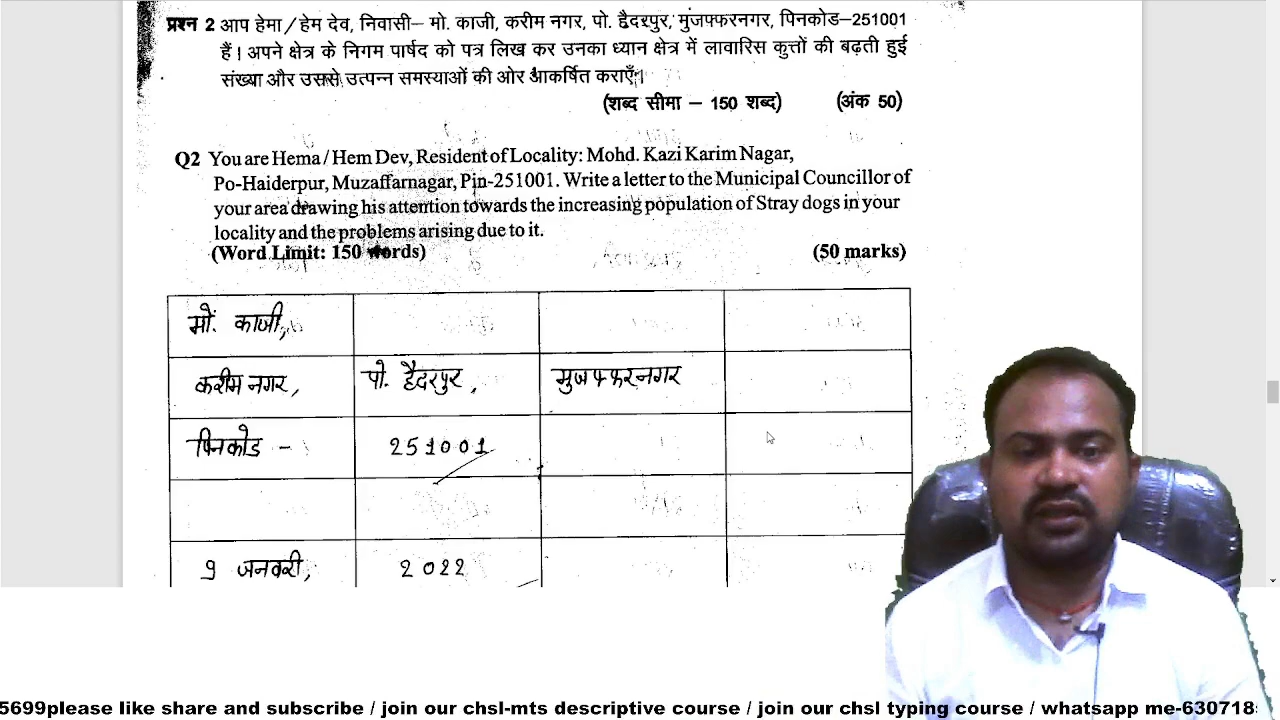 प्रश्न 2 आप हेमा/हेम देव, निवासी– मो. काजी, करीम नगर, पो. हैदरपुर, मुजफ्फरनगर, पिनकोड–251001
हैं। अपने क्षेत्र के निगम पार्षद को पत्र लिख कर उनका ध्यान क्षेत्र में लावारिस कुत्तों की बढ़ती हुई
संख्या और उससे उत्पन्न समस्याओं की ओर आकर्षित कराएँ।
(शब्द सीमा – 150 शब्द) (अंक 50)
Q2 You are Hema/Hem Dev, Resident of Locality: Mohd. Kazi Karim Nagar,
Po-Haiderpur, Muzaffarnagar, Pin-251001. Write a letter to the Municipal Councillor of
your area drawing his attention towards the increasing population of Stray dogs in your
locality and the problems arising due to it.
(Word Limit: 150 words) (50 marks)
मो. काजी,
करीम नगर, पो. हैदरपुर, मुजफ्फरनगर
पिनकोड – 251001
9 जनवरी, 2022
5699please like share and subscribe / join our chsl-mts descriptive course / join our chsl typing course / whatsapp me-630718